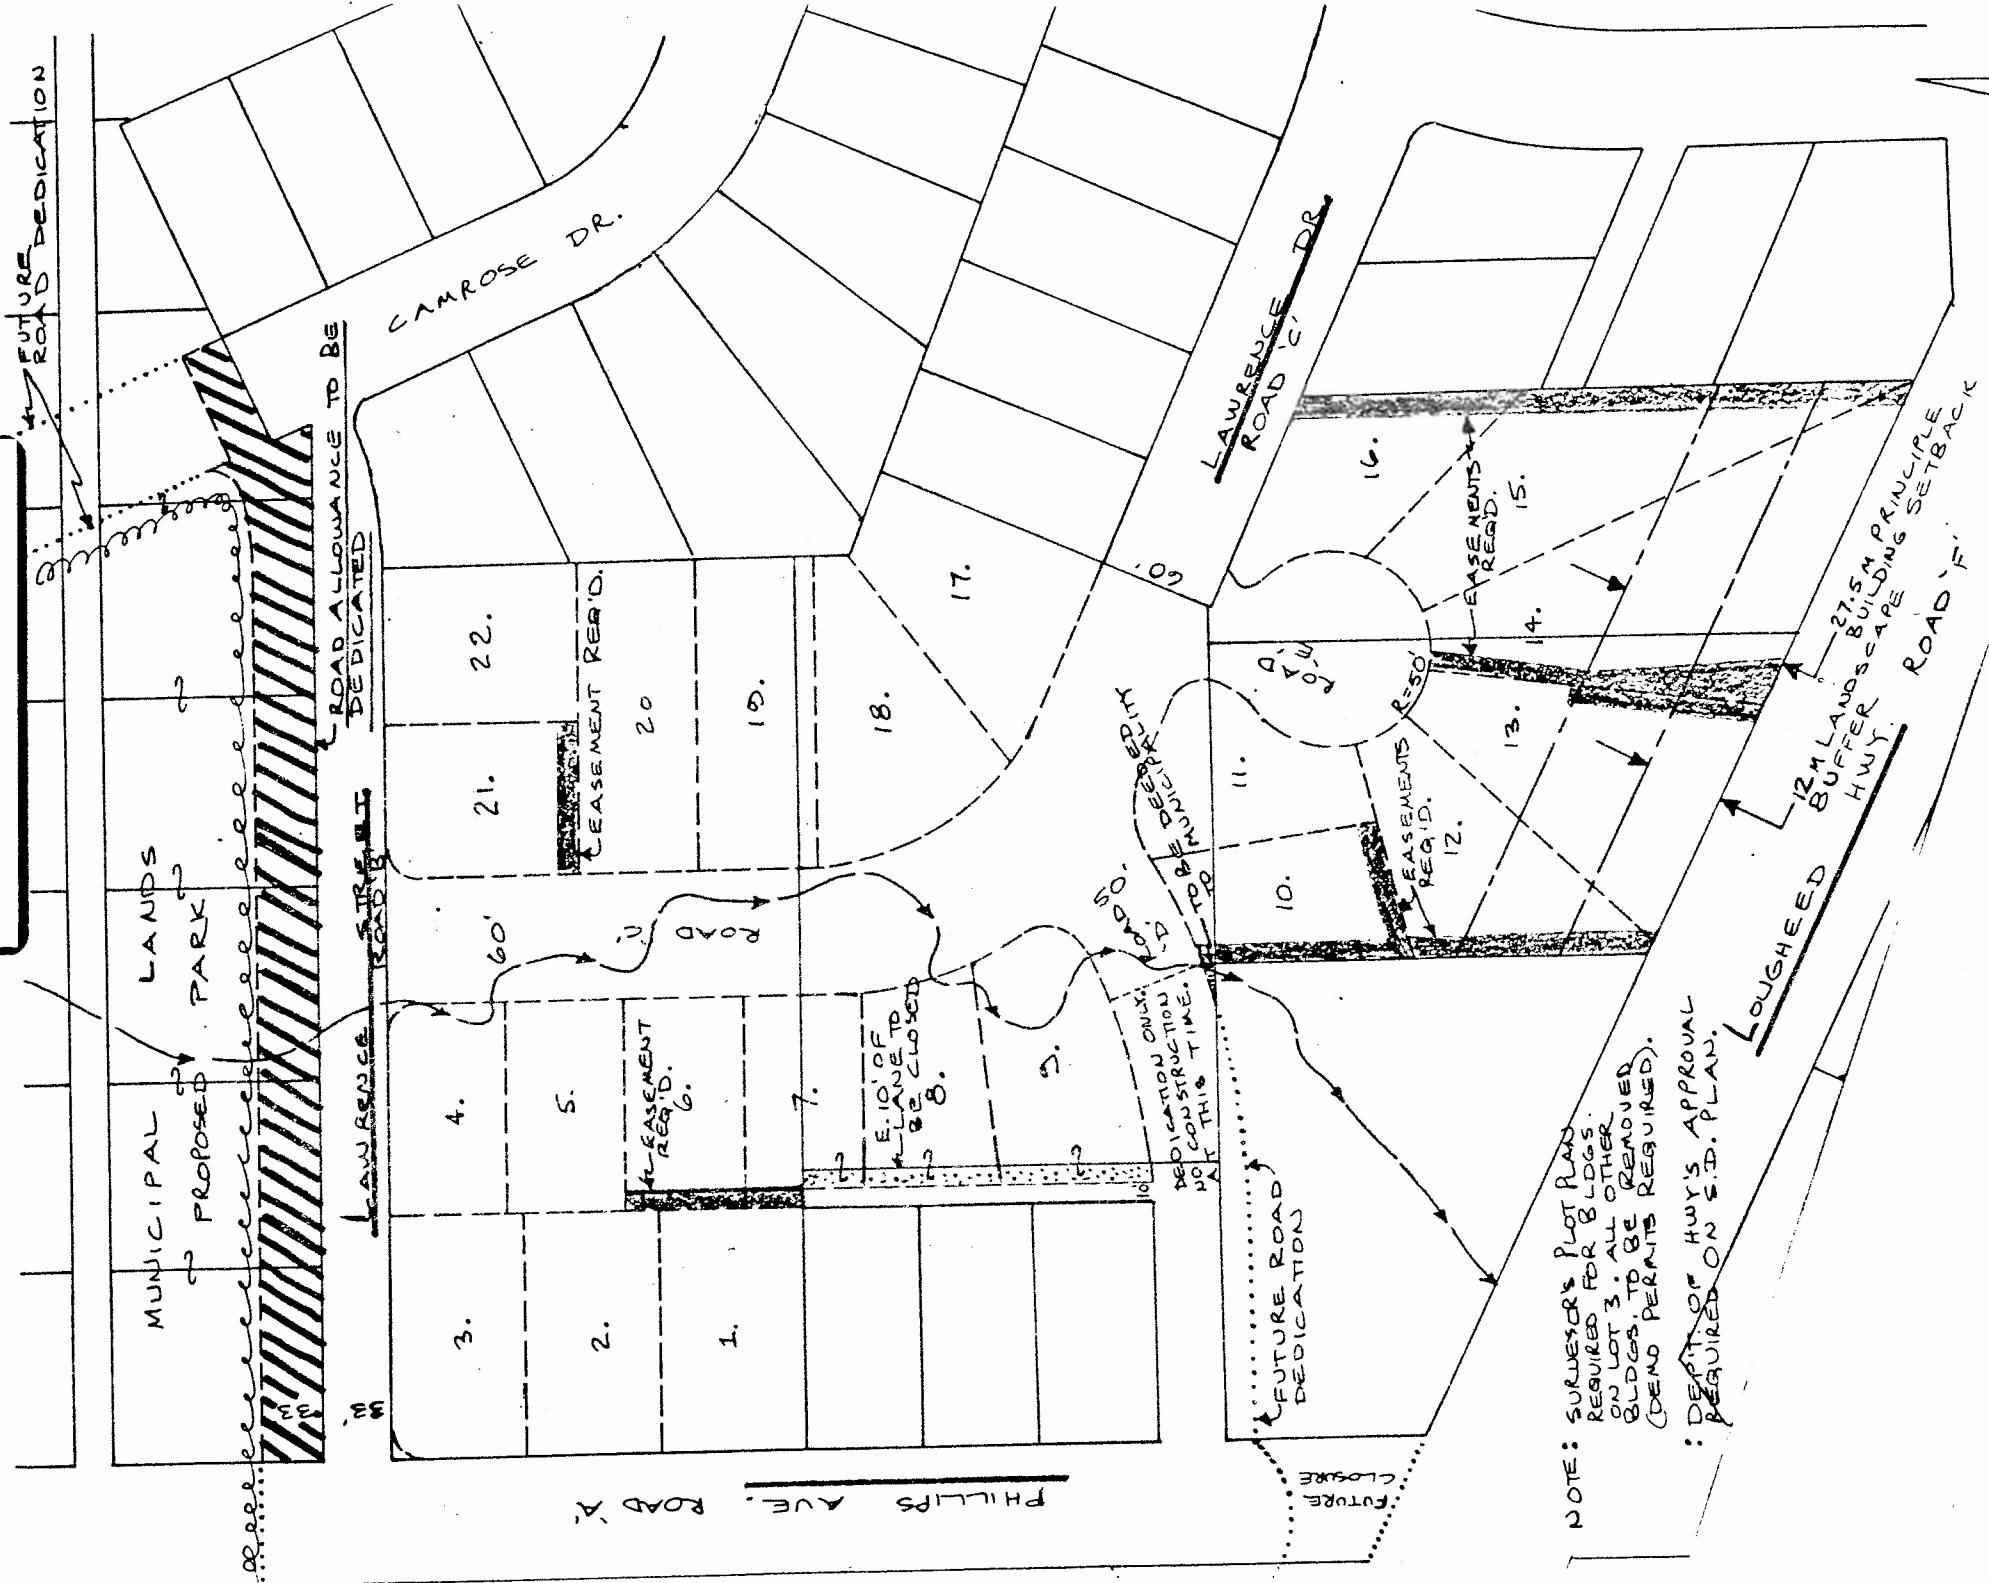 FUTURE
ROAD DEDICATION
CAMROSE DR.
ROAD ALLOWANCE TO BE
DEDICATED
MUNICIPAL LANDS
PROPOSED PARK
LAWRENCE STREET
ROAD 'B'
33'
33'
LAWRENCE DR.
ROAD 'C'
60'
22.
21.
EASEMENT REQ'D.
20
19.
18.
17.
16.
15.
14.
13.
12.
11.
10.
EASEMENTS
REQ'D.
R=50'
ROAD
'D'
EASEMENTS
REQ'D.
60'
ROAD 'C'
ROAD 50'
'D'
TO BE DEEDED
TO MUNICIPALITY
4.
5.
EASEMENT
REQ'D.
6.
7.
E. 10' OF
LANE TO
BE CLOSED
8.
9.
10'
DEDICATION ONLY.
NO CONSTRUCTION
AT THIS TIME.
3.
2.
1.
FUTURE ROAD
DEDICATION
FUTURE
CLOSURE
PHILLIPS AVE. ROAD 'A'
27.5 M PRINCIPLE
BUILDING SETBACK
12 M LANDSCAPE
BUFFER
LOUGHEED HWY.
ROAD 'F'
NOTE: SURVEYOR'S PLOT PLAN
REQUIRED FOR BLDGS.
ON LOT 3. ALL OTHER
BLDGS. TO BE REMOVED
(DEMO PERMITS REQUIRED).
: DEPT. OF HWY'S APPROVAL
REQUIRED ON S.D. PLAN.